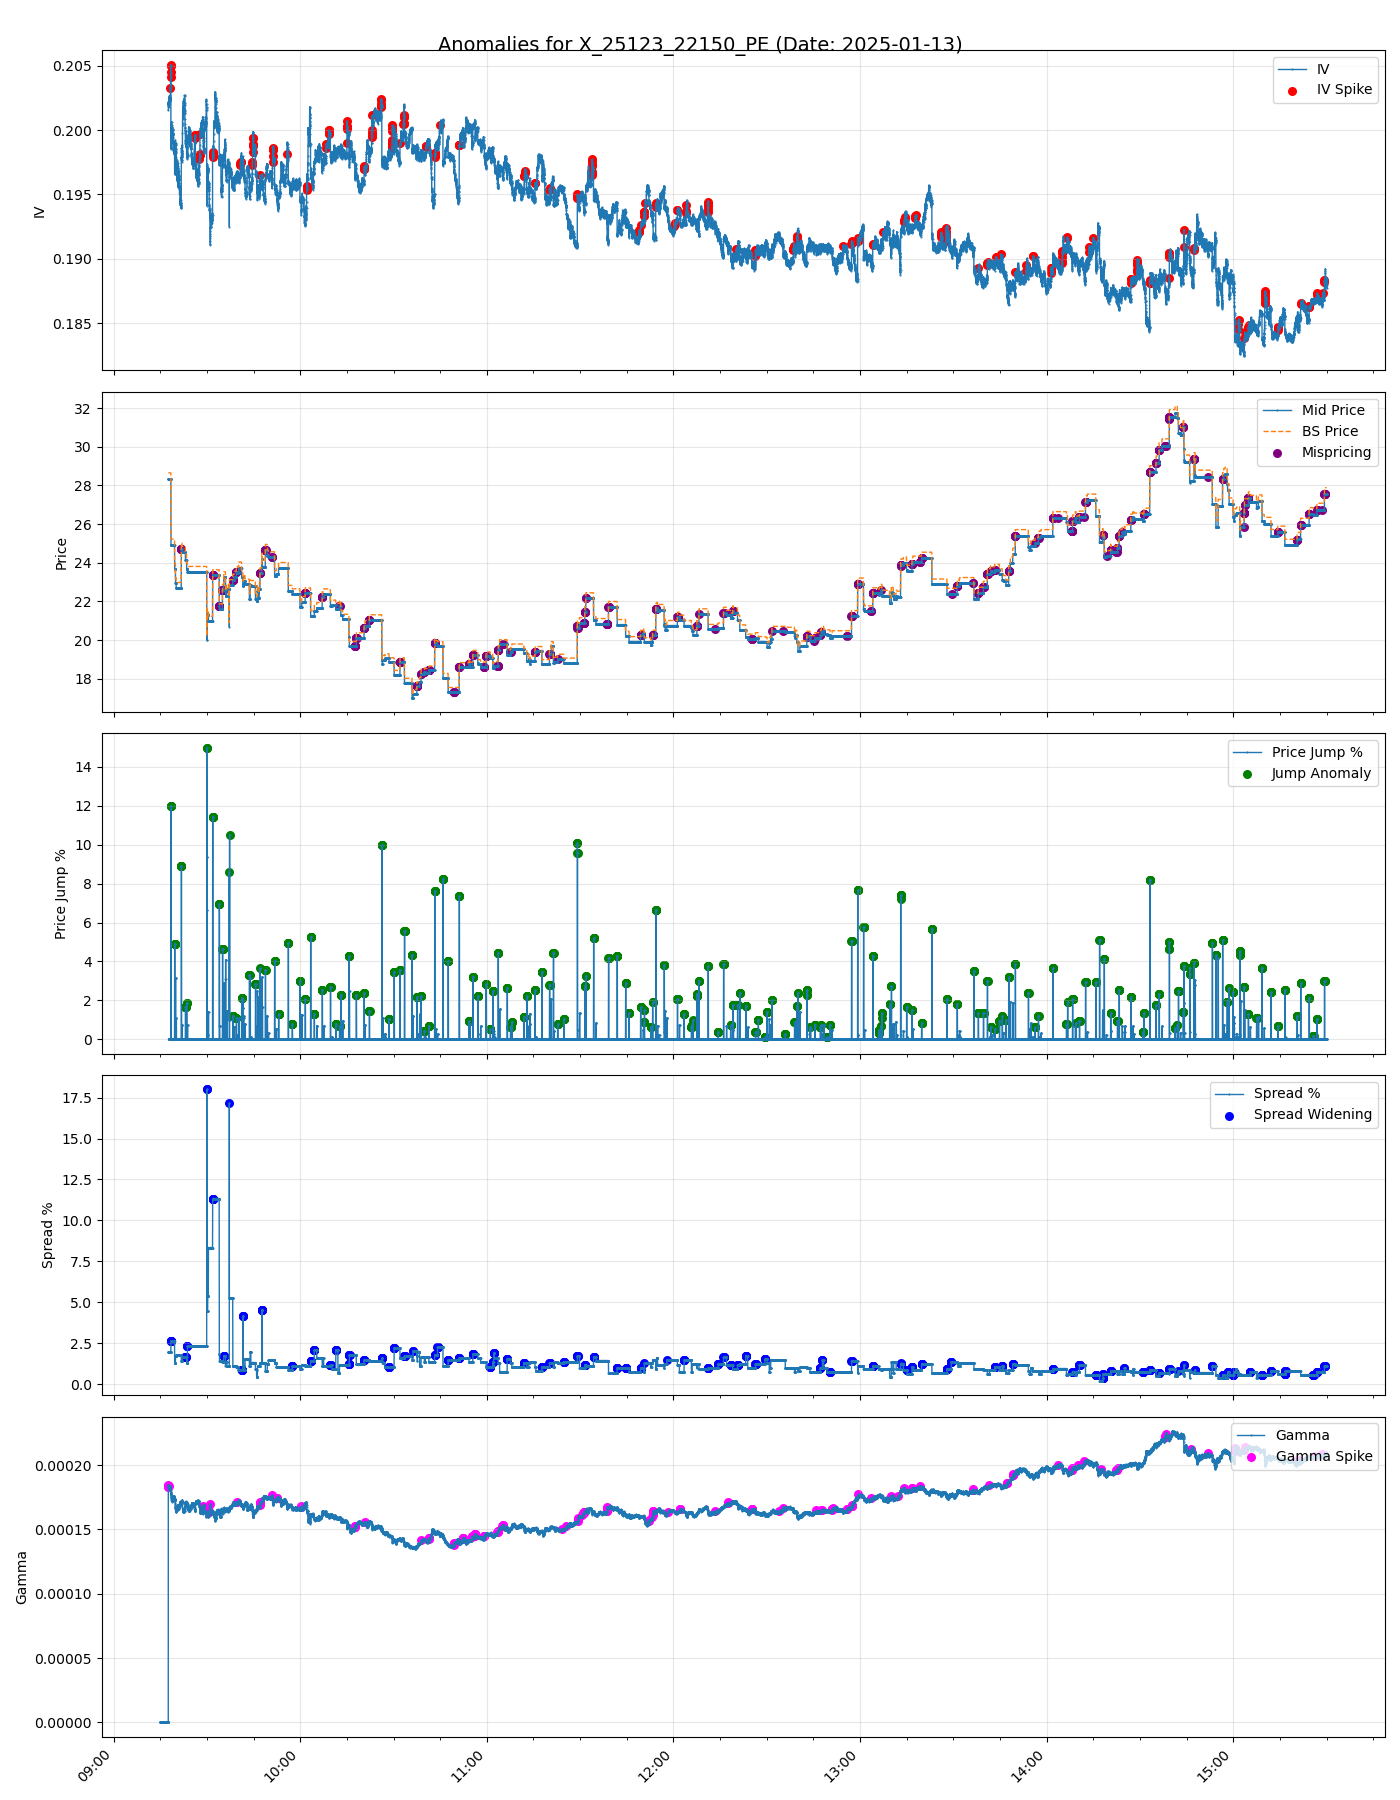 Anomalies for X_25123_22150_PE (Date: 2025-01-13)
IV
IV Spike
0.205
0.200
0.195
0.190
0.185
IV
Mid Price
BS Price
Mispricing
32
30
28
26
24
22
20
18
Price
Price Jump %
Jump Anomaly
14
12
10
8
6
4
2
0
Price Jump %
Spread %
Spread Widening
17.5
15.0
12.5
10.0
7.5
5.0
2.5
0.0
Spread %
Gamma
Gamma Spike
0.00020
0.00015
0.00010
0.00005
0.00000
Gamma
09:00
10:00
11:00
12:00
13:00
14:00
15:00